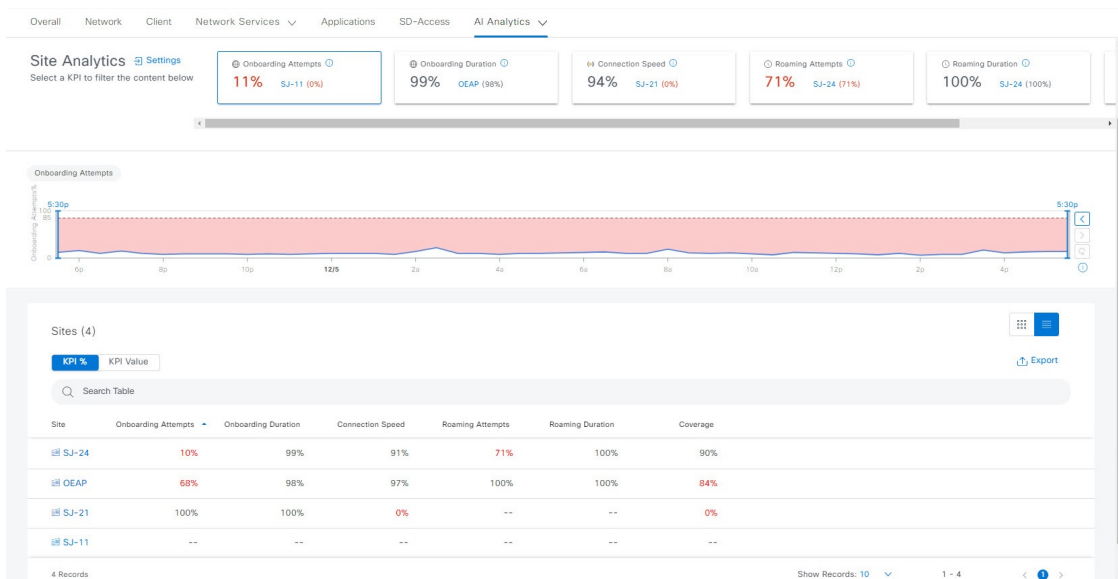 Overall Network Client Network Services Applications SD-Access AI Analytics
Site Analytics Settings
Select a KPI to filter the content below
Onboarding Attempts
11% SJ-11 (0%)
Onboarding Duration
99% OEAP (98%)
Connection Speed
94% SJ-21 (0%)
Roaming Attempts
71% SJ-24 (71%)
Roaming Duration
100% SJ-24 (100%)
Onboarding Attempts
Onboarding Attempts%
5:30p 5:30p
100
85
0
6p 8p 10p 12/5 2a 4a 6a 8a 10a 12p 2p 4p
Sites (4)
KPI % KPI Value
Export
Search Table
Site Onboarding Attempts Onboarding Duration Connection Speed Roaming Attempts Roaming Duration Coverage
SJ-24 10% 99% 91% 71% 100% 90%
OEAP 68% 98% 97% 100% 100% 84%
SJ-21 100% 100% 0% -- -- 0%
SJ-11 -- -- -- -- -- --
4 Records Show Records: 10 1 - 4 1